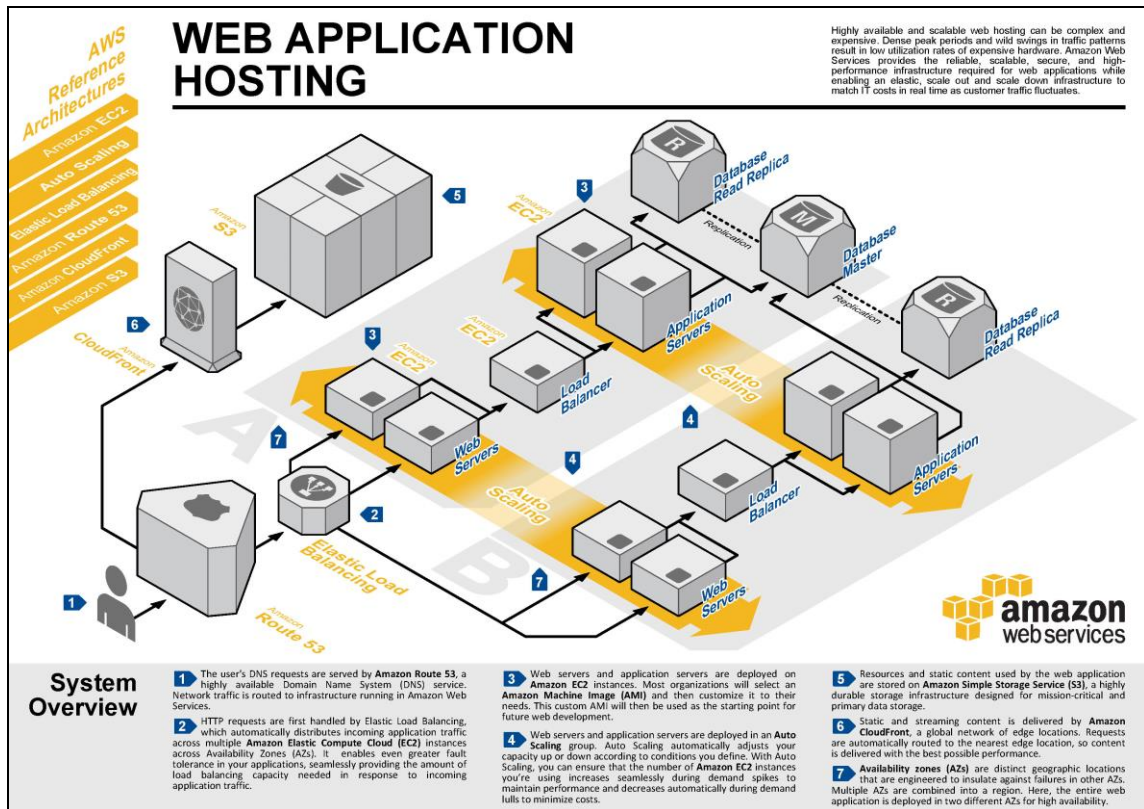 WEB APPLICATION
HOSTING
Highly available and scalable web hosting can be complex and
expensive. Dense peak periods and wild swings in traffic patterns
result in low utilization rates of expensive hardware. Amazon Web
Services provides the reliable, scalable, secure, and high-
performance infrastructure required for web applications while
enabling an elastic, scale out and scale down infrastructure to
match IT costs in real time as customer traffic fluctuates.
AWS
Reference
Architectures
Amazon EC2
Auto Scaling
Elastic Load Balancing
Amazon Route 53
Amazon CloudFront
Amazon S3
R
Database
Read Replica
Replication
M
Database
Master
Replication
R
Database
Read Replica
3
Amazon
EC2
Application
Servers
5
Amazon
S3
6
Amazon
CloudFront
3
Amazon
EC2
Amazon
EC2
Load
Balancer
Auto
Scaling
4
Application
Servers
7
Web
Servers
4
Auto
Scaling
Load
Balancer
2
Elastic Load
Balancing
7
Web
Servers
1
Amazon
Route 53
A
B
amazon
web services
System
Overview
1 The user's DNS requests are served by Amazon Route 53, a
highly available Domain Name System (DNS) service.
Network traffic is routed to infrastructure running in Amazon Web
Services.
2 HTTP requests are first handled by Elastic Load Balancing,
which automatically distributes incoming application traffic
across multiple Amazon Elastic Compute Cloud (EC2) instances
across Availability Zones (AZs). It enables even greater fault
tolerance in your applications, seamlessly providing the amount of
load balancing capacity needed in response to incoming
application traffic.
3 Web servers and application servers are deployed on
Amazon EC2 instances. Most organizations will select an
Amazon Machine Image (AMI) and then customize it to their
needs. This custom AMI will then be used as the starting point for
future web development.
4 Web servers and application servers are deployed in an Auto
Scaling group. Auto Scaling automatically adjusts your
capacity up or down according to conditions you define. With Auto
Scaling, you can ensure that the number of Amazon EC2 instances
you're using increases seamlessly during demand spikes to
maintain performance and decreases automatically during demand
lulls to minimize costs.
5 Resources and static content used by the web application
are stored on Amazon Simple Storage Service (S3), a highly
durable storage infrastructure designed for mission-critical and
primary data storage.
6 Static and streaming content is delivered by Amazon
CloudFront, a global network of edge locations. Requests
are automatically routed to the nearest edge location, so content
is delivered with the best possible performance.
7 Availability zones (AZs) are distinct geographic locations
that are engineered to insulate against failures in other AZs.
Multiple AZs are combined into a region. Here, the entire web
application is deployed in two different AZs for high availability.